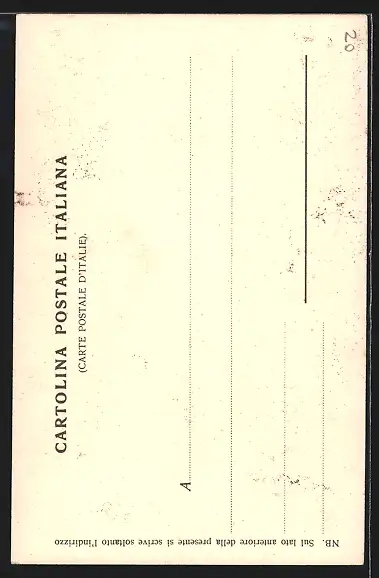 CARTOLINA POSTALE ITALIANA
(CARTE POSTALE D'ITALIE).
A
NB. Sul lato anteriore della presente si scrive soltanto l'indirizzo
20